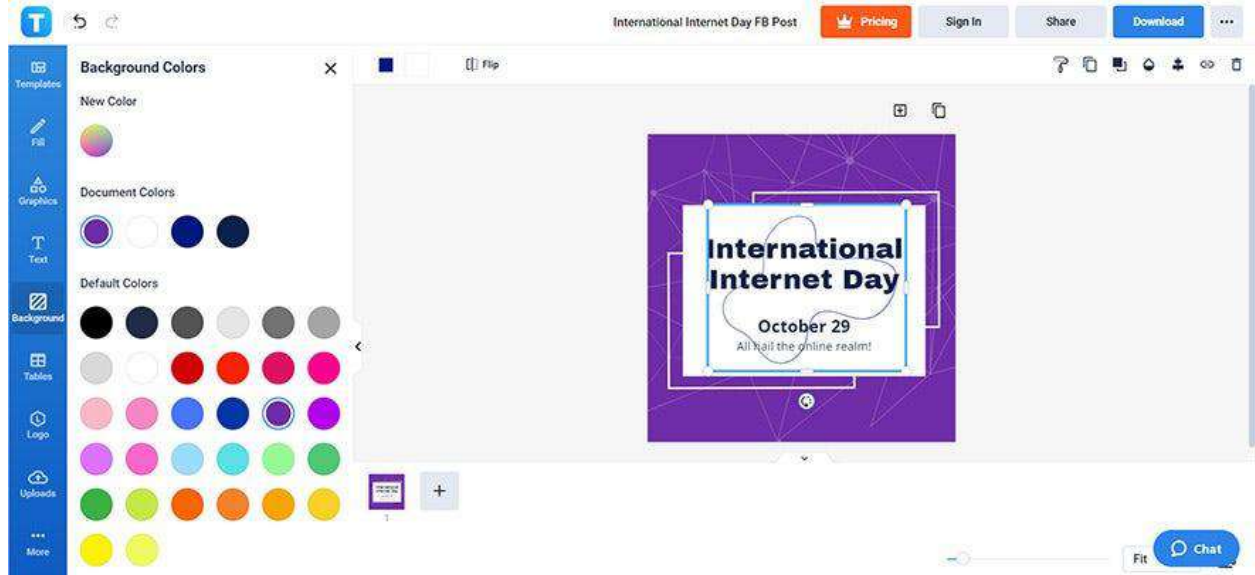 T
International Internet Day FB Post
Pricing
Sign In
Share
Download
Templates
Fill
Graphics
Text
Background
Tables
Logo
Uploads
More
Background Colors
New Color
Document Colors
Default Colors
Flip
International
Internet Day
October 29
All hail the online realm!
1
Fit
Chat